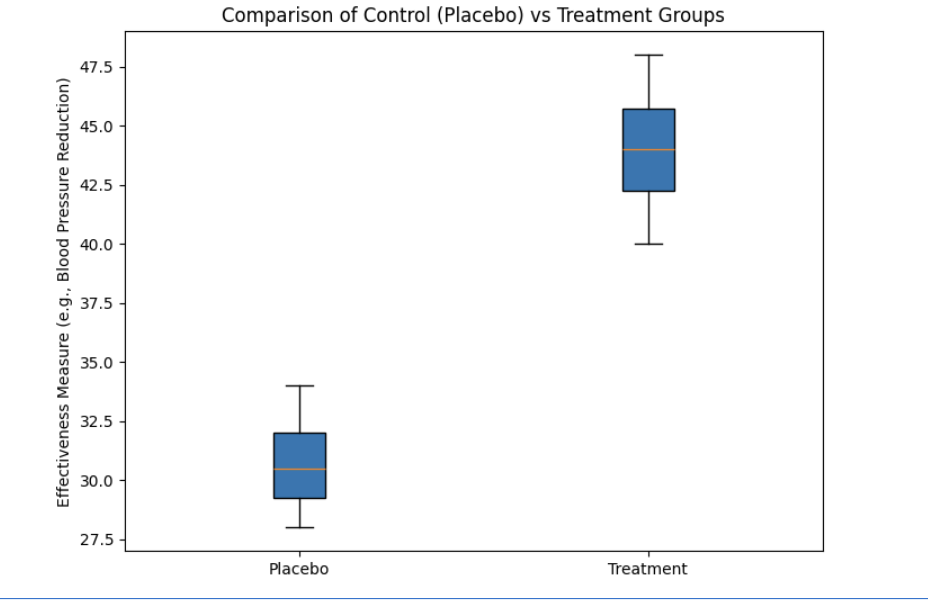 Comparison of Control (Placebo) vs Treatment Groups
Effectiveness Measure (e.g., Blood Pressure Reduction)
47.5
45.0
42.5
40.0
37.5
35.0
32.5
30.0
27.5
Placebo
Treatment